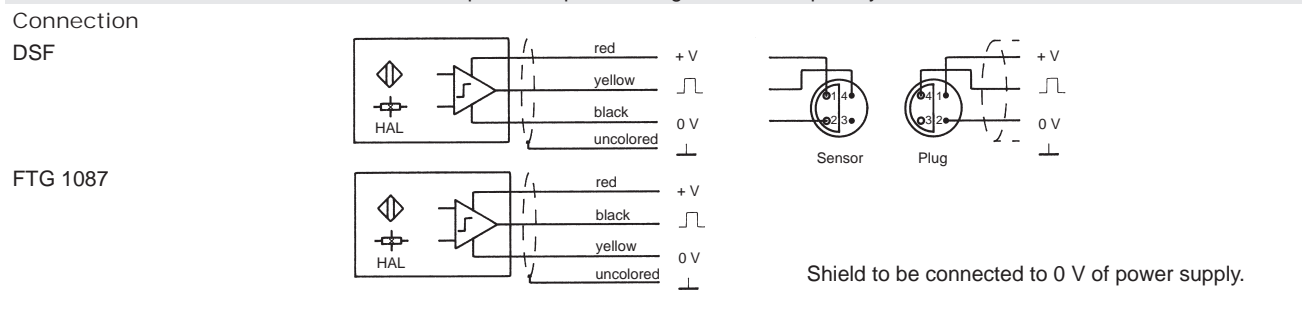 Connection
DSF
red
+ V
yellow
black
HAL
0 V
uncolored
+ V
1 4
2 3
4 1
3 2
0 V
Sensor
Plug
FTG 1087
red
+ V
black
yellow
HAL
0 V
uncolored
Shield to be connected to 0 V of power supply.